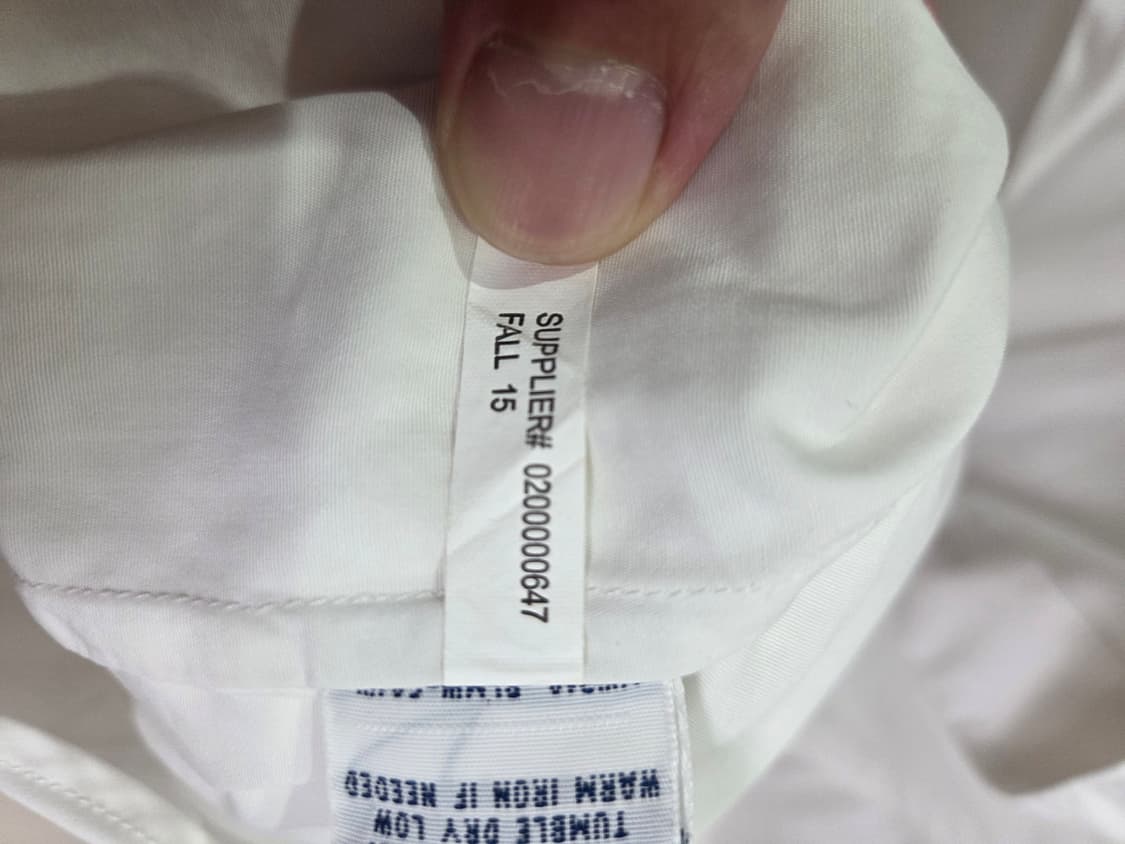 SUPPLIER# 0200000647
FALL 15
TUMBLE DRY LOW
WARM IRON IF NEEDED